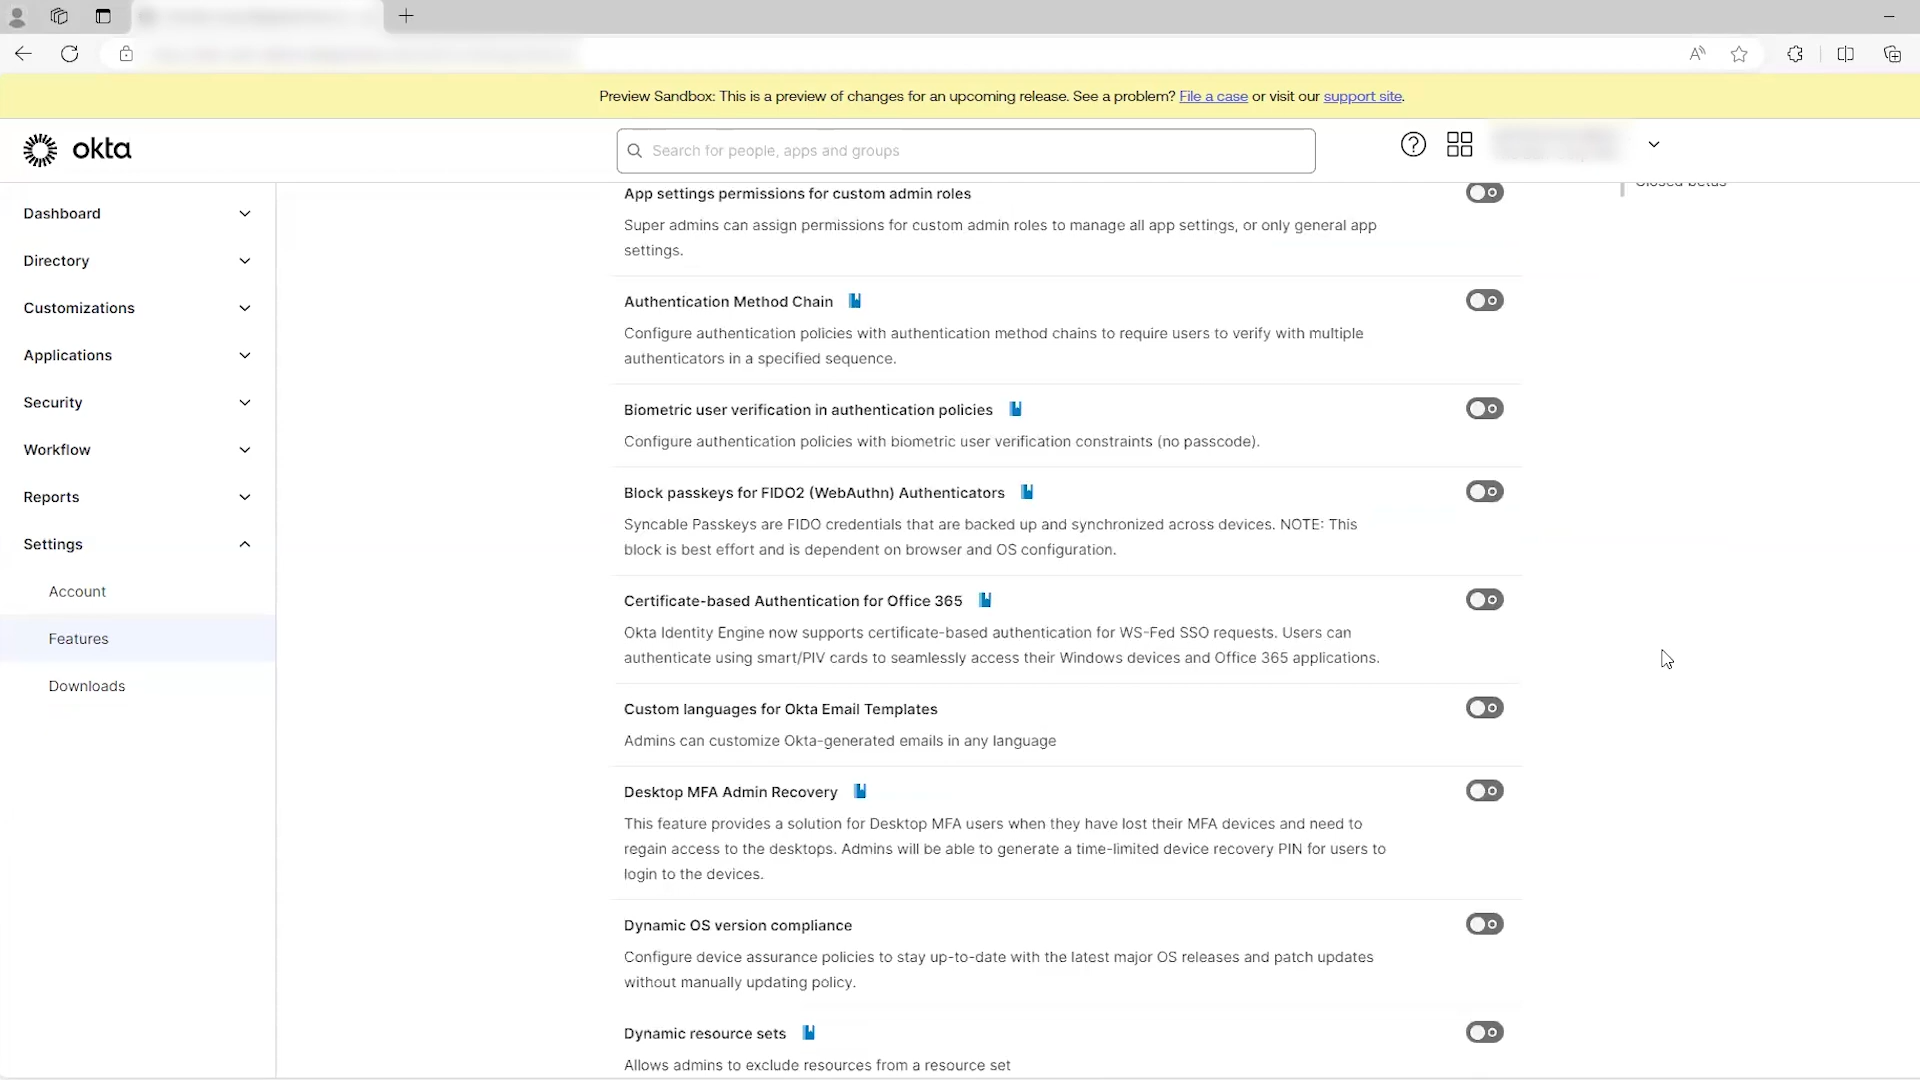 Preview Sandbox: This is a preview of changes for an upcoming release. See a problem? File a case or visit our support site.
okta
Search for people, apps and groups
Dashboard
Directory
Customizations
Applications
Security
Workflow
Reports
Settings
Account
Features
Downloads
App settings permissions for custom admin roles
Super admins can assign permissions for custom admin roles to manage all app settings, or only general app
settings.
Authentication Method Chain
Configure authentication policies with authentication method chains to require users to verify with multiple
authenticators in a specified sequence.
Biometric user verification in authentication policies
Configure authentication policies with biometric user verification constraints (no passcode).
Block passkeys for FIDO2 (WebAuthn) Authenticators
Syncable Passkeys are FIDO credentials that are backed up and synchronized across devices. NOTE: This
block is best effort and is dependent on browser and OS configuration.
Certificate-based Authentication for Office 365
Okta Identity Engine now supports certificate-based authentication for WS-Fed SSO requests. Users can
authenticate using smart/PIV cards to seamlessly access their Windows devices and Office 365 applications.
Custom languages for Okta Email Templates
Admins can customize Okta-generated emails in any language
Desktop MFA Admin Recovery
This feature provides a solution for Desktop MFA users when they have lost their MFA devices and need to
regain access to the desktops. Admins will be able to generate a time-limited device recovery PIN for users to
login to the devices.
Dynamic OS version compliance
Configure device assurance policies to stay up-to-date with the latest major OS releases and patch updates
without manually updating policy.
Dynamic resource sets
Allows admins to exclude resources from a resource set
Closed betas